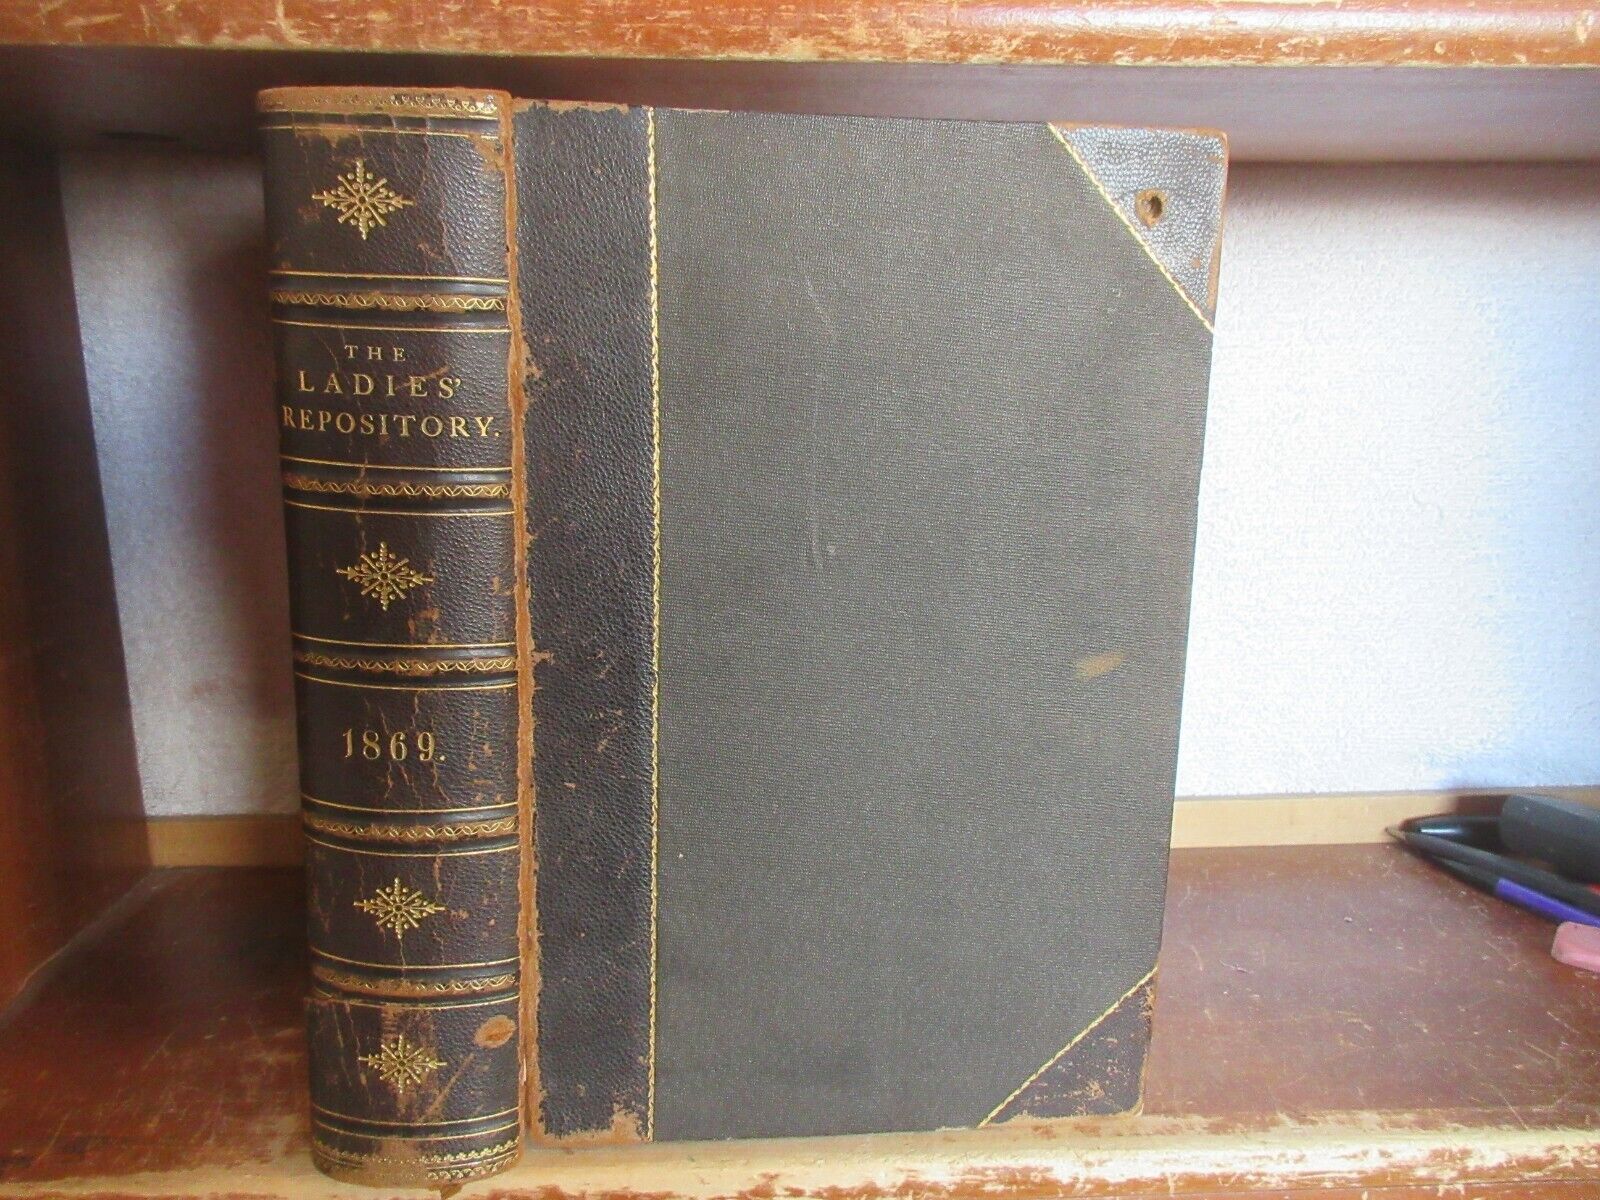 THE
LADIES'
REPOSITORY.
1869.